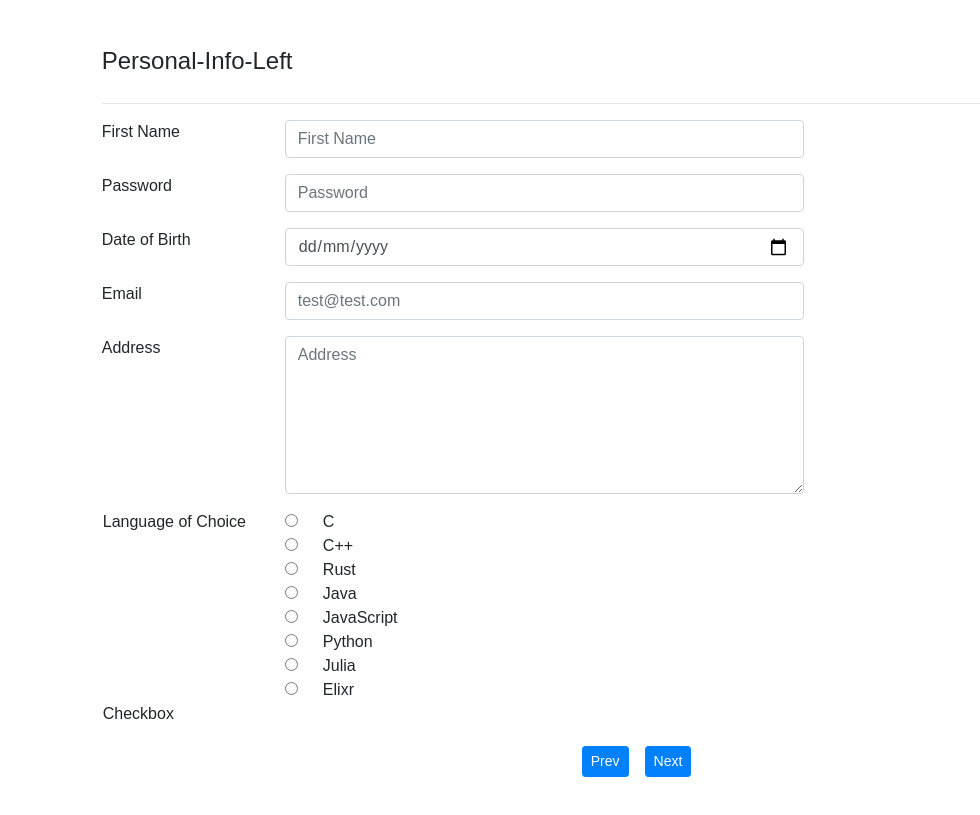 Personal-Info-Left
First Name
First Name
Password
Password
Date of Birth
dd/mm/yyyy
Email
test@test.com
Address
Address
Language of Choice
C
C++
Rust
Java
JavaScript
Python
Julia
Elixr
Checkbox
Prev
Next